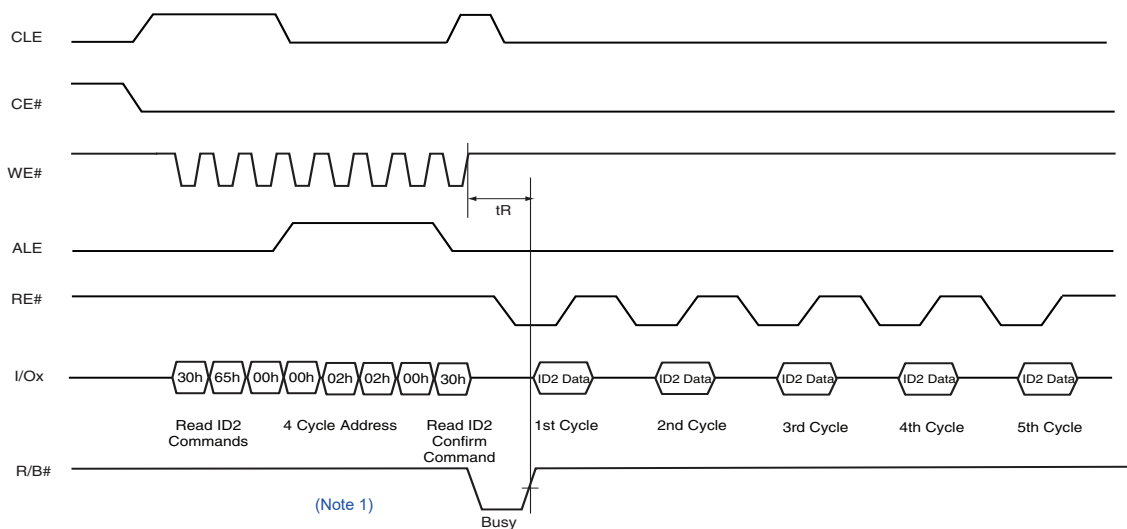 CLE
CE#
WE#
tR
ALE
RE#
I/Ox
30h 65h 00h 00h 02h 02h 00h 30h ID2 Data ID2 Data ID2 Data ID2 Data ID2 Data
Read ID2
Commands
4 Cycle Address
Read ID2
Confirm
Command
1st Cycle
2nd Cycle
3rd Cycle
4th Cycle
5th Cycle
R/B#
(Note 1)
Busy